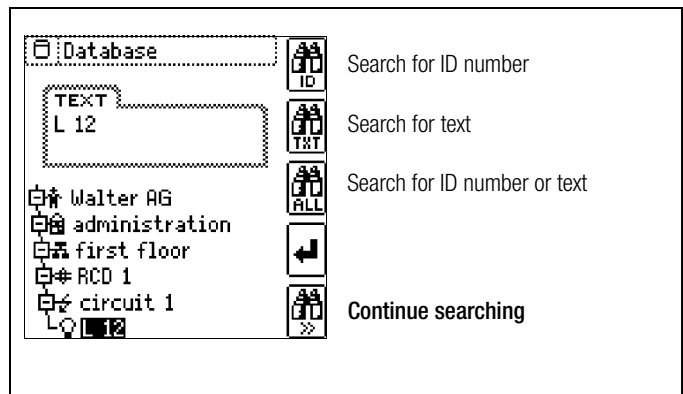 Database
ID
Search for ID number
TEXT
L 12
TXT
Search for text
ALL
Search for ID number or text
Walter AG
administration
first floor
RCD 1
circuit 1
Continue searching
L 12